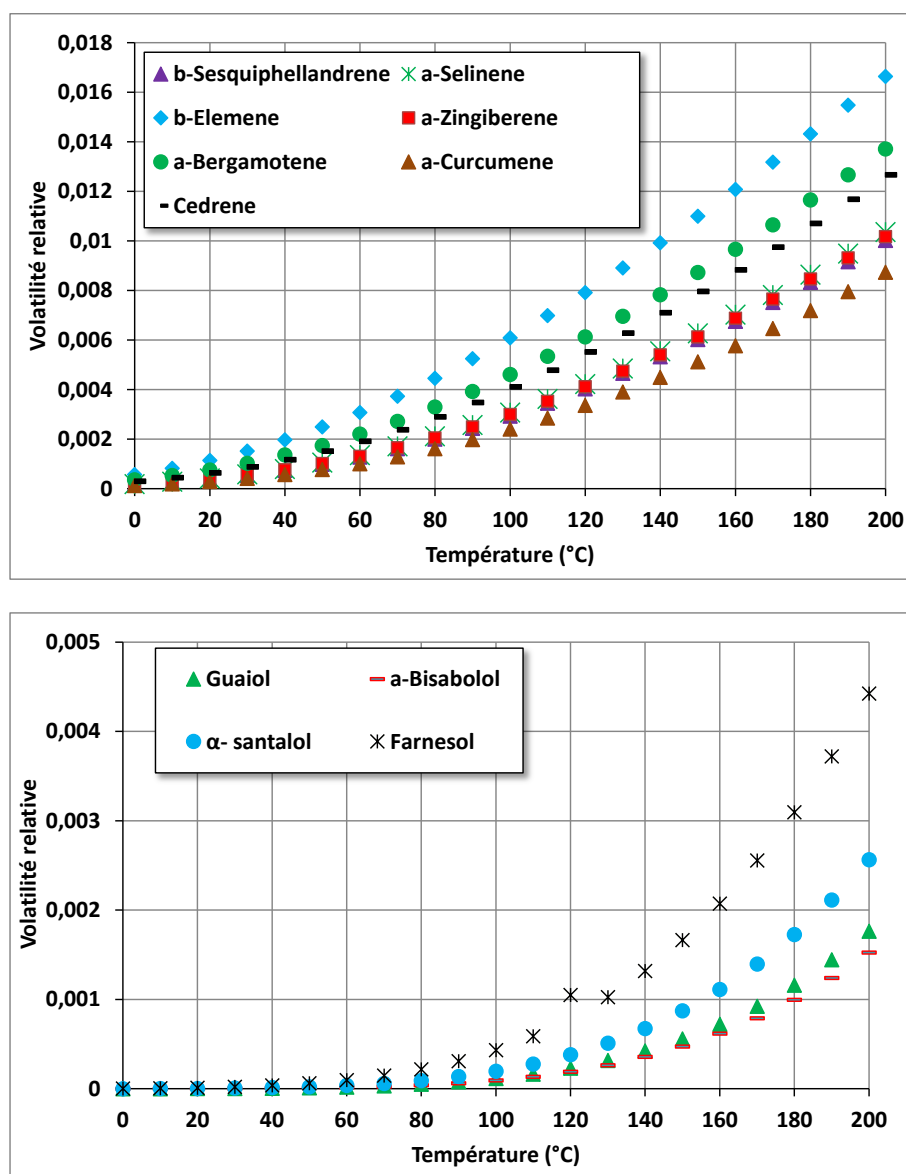 0,018
0,016
0,014
0,012
0,01
0,008
0,006
0,004
0,002
0
Volatilité relative
b-Sesquiphellandrene a-Selinene
b-Elemene a-Zingiberene
a-Bergamotene a-Curcumene
Cedrene
0 20 40 60 80 100 120 140 160 180 200
Température (°C)
0,005
0,004
0,003
0,002
0,001
0
Volatilité relative
Guaiol a-Bisabolol
α- santalol Farnesol
0 20 40 60 80 100 120 140 160 180 200
Température (°C)